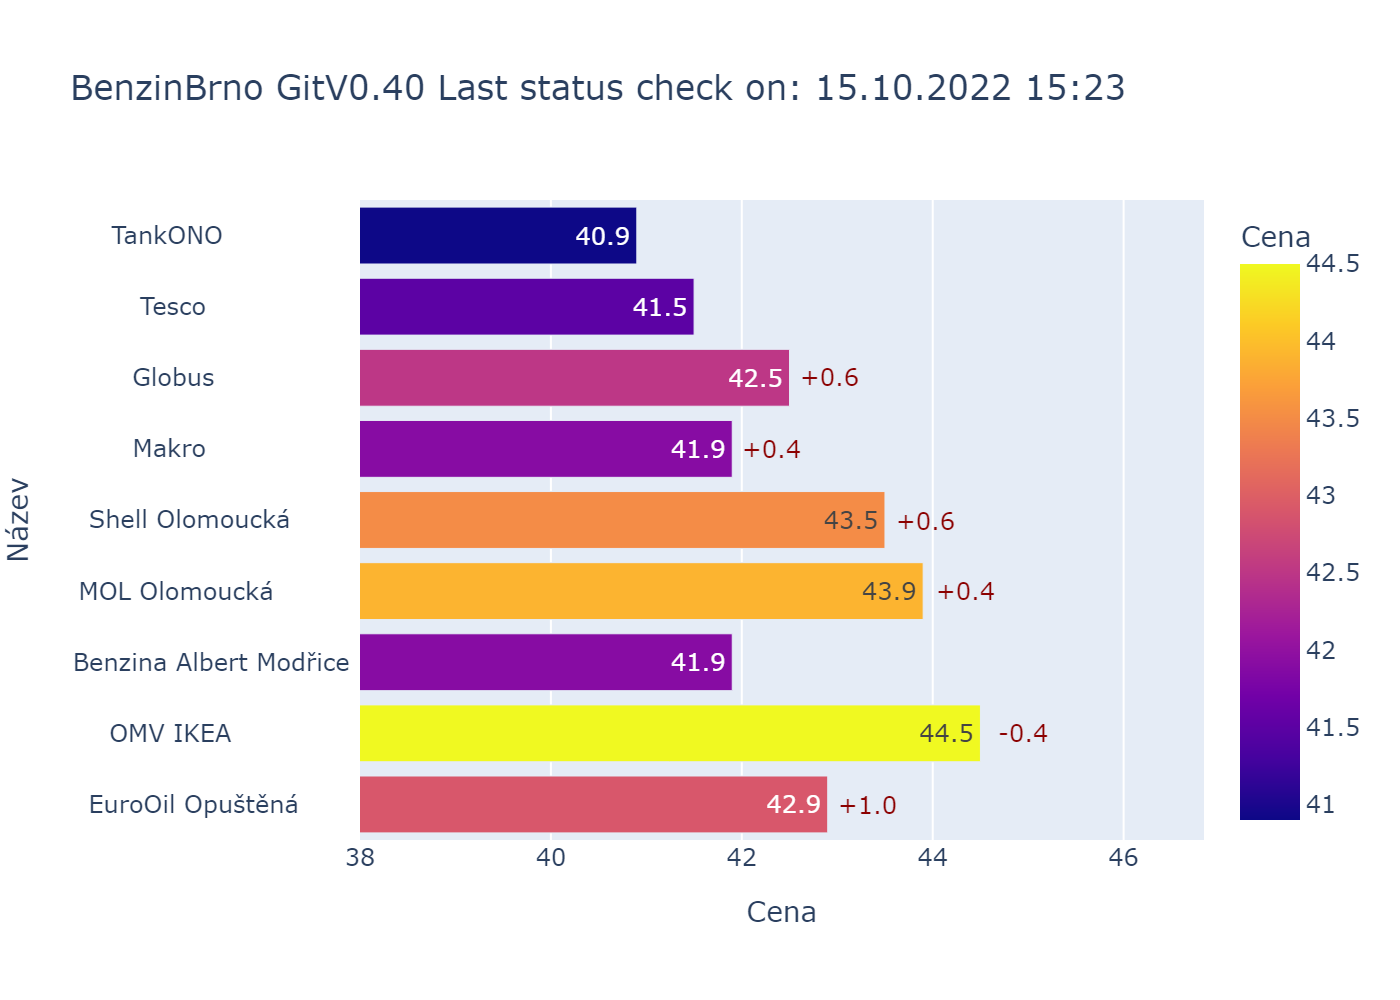 BenzinBrno GitV0.40 Last status check on: 15.10.2022 15:23
Název
TankONO 40.9
Tesco 41.5
Globus 42.5 +0.6
Makro 41.9 +0.4
Shell Olomoucká 43.5 +0.6
MOL Olomoucká 43.9 +0.4
Benzina Albert Modřice 41.9
OMV IKEA 44.5 -0.4
EuroOil Opuštěná 42.9 +1.0
38 40 42 44 46
Cena
Cena
44.5
44
43.5
43
42.5
42
41.5
41